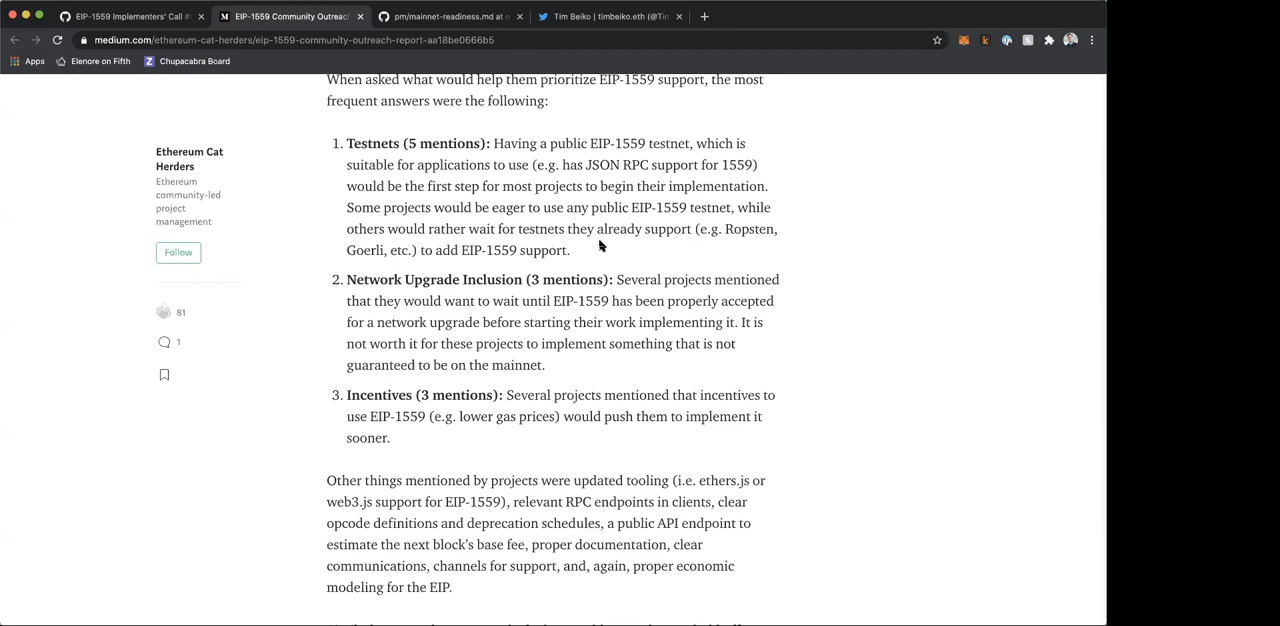 EIP-1559 Implementers' Call #
EIP-1559 Community Outreach
pm/mainnet-readiness.md at
Tim Beiko | timbeiko.eth (@Tim
medium.com/ethereum-cat-herders/eip-1559-community-outreach-report-aa18be0666b5
Apps
Elenore on Fifth
Chupacabra Board
When asked what would help them prioritize EIP-1559 support, the most
frequent answers were the following:
Ethereum Cat
Herders
Ethereum
community-led
project
management
Follow
81
1
1. Testnets (5 mentions): Having a public EIP-1559 testnet, which is
suitable for applications to use (e.g. has JSON RPC support for 1559)
would be the first step for most projects to begin their implementation.
Some projects would be eager to use any public EIP-1559 testnet, while
others would rather wait for testnets they already support (e.g. Ropsten,
Goerli, etc.) to add EIP-1559 support.
2. Network Upgrade Inclusion (3 mentions): Several projects mentioned
that they would want to wait until EIP-1559 has been properly accepted
for a network upgrade before starting their work implementing it. It is
not worth it for these projects to implement something that is not
guaranteed to be on the mainnet.
3. Incentives (3 mentions): Several projects mentioned that incentives to
use EIP-1559 (e.g. lower gas prices) would push them to implement it
sooner.
Other things mentioned by projects were updated tooling (i.e. ethers.js or
web3.js support for EIP-1559), relevant RPC endpoints in clients, clear
opcode definitions and deprecation schedules, a public API endpoint to
estimate the next block's base fee, proper documentation, clear
communications, channels for support, and, again, proper economic
modeling for the EIP.